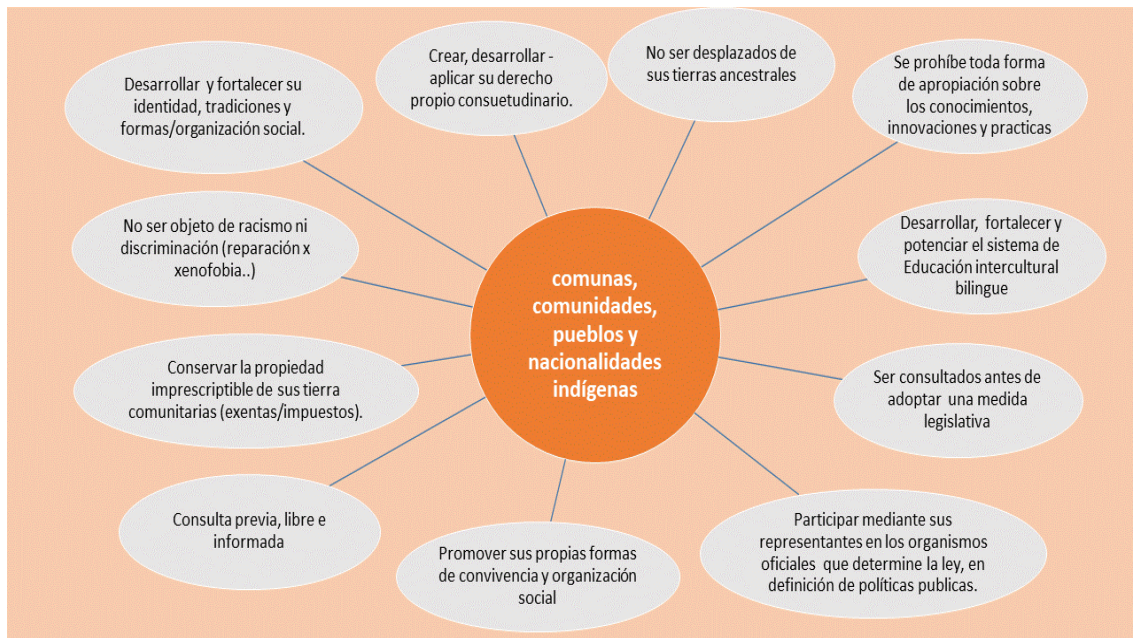 Desarrollar y fortalecer su
identidad, tradiciones y
formas/organización social.
Crear, desarrollar -
aplicar su derecho
propio consuetudinario.
No ser desplazados de
sus tierras ancestrales
Se prohíbe toda forma
de apropiación sobre
los conocimientos,
innovaciones y practicas
No ser objeto de racismo ni
discriminación (reparación x
xenofobia..)
comunas,
comunidades,
pueblos y
nacionalidades
indígenas
Desarrollar, fortalecer y
potenciar el sistema de
Educación intercultural
bilingue
Conservar la propiedad
imprescriptible de sus tierra
comunitarias (exentas/impuestos).
Ser consultados antes de
adoptar una medida
legislativa
Consulta previa, libre e
informada
Promover sus propias formas
de convivencia y organización
social
Participar mediante sus
representantes en los organismos
oficiales que determine la ley, en
definición de políticas publicas.